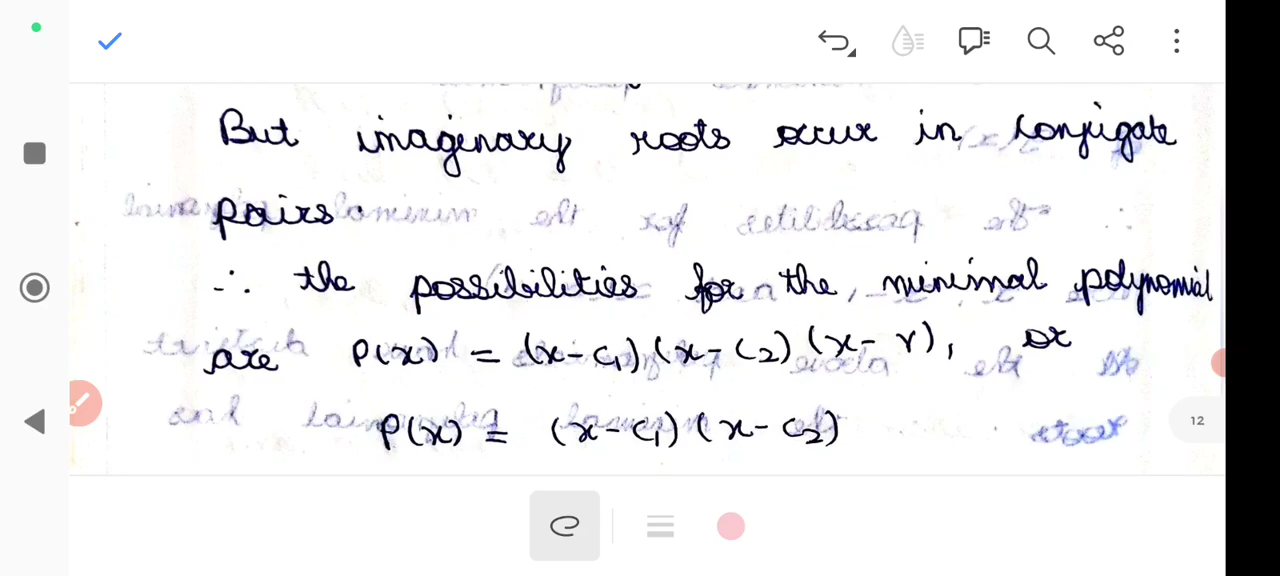 But imaginary roots occur in conjugate
pairs.
∴ the possibilities for the minimal polynomial
are P(x) = (x-c₁)(x-c₂)(x-r), or
P(x) = (x-c₁)(x-c₂)
12